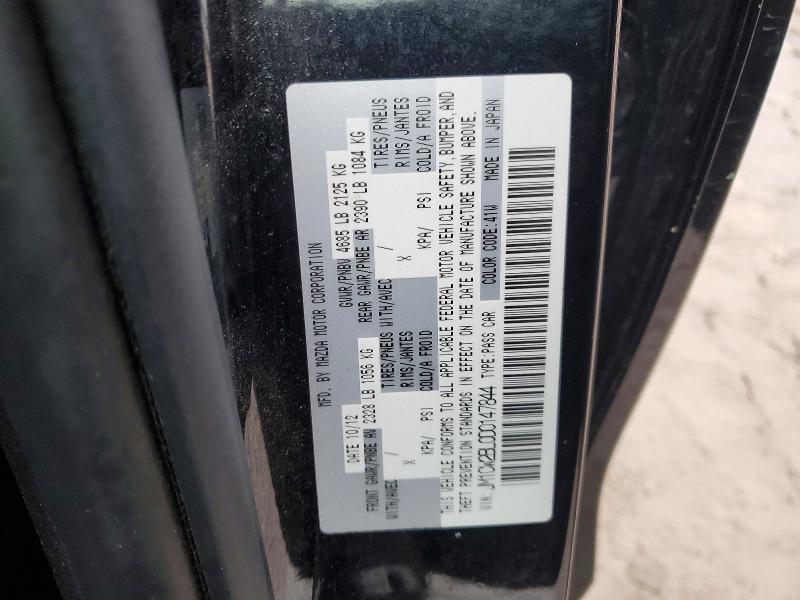 MFD. BY MAZDA MOTOR CORPORATION
DATE 10/12 GVWR/PNBV 4685 LB 2125 KG
FRONT GAWR/PNBE AV 2328 LB 1056 KG REAR GAWR/PNBE AR 2390 LB 1084 KG
WITH/AVEC / TIRES/PNEUS WITH/AVEC / TIRES/PNEUS
X RIMS/JANTES X RIMS/JANTES
KPA/ PSI COLD/A FROID KPA/ PSI COLD/A FROID
THIS VEHICLE CONFORMS TO ALL APPLICABLE FEDERAL MOTOR VEHICLE SAFETY, BUMPER, AND
THEFT PREVENTION STANDARDS IN EFFECT ON THE DATE OF MANUFACTURE SHOWN ABOVE.
VIN: JM1CW2BL0D0147844 TYPE:PASS CAR COLOR CODE:41W MADE IN JAPAN